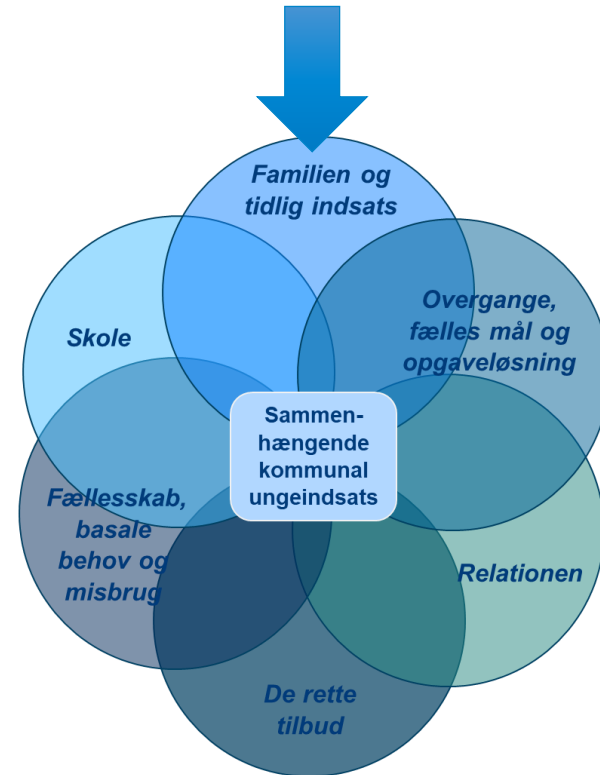 Familien og
tidlig indsats
Overgange,
fælles mål og
opgaveløsning
Skole
Sammen-
hængende
kommunal
ungeindsats
Fællesskab,
basale
behov og
misbrug
Relationen
De rette
tilbud